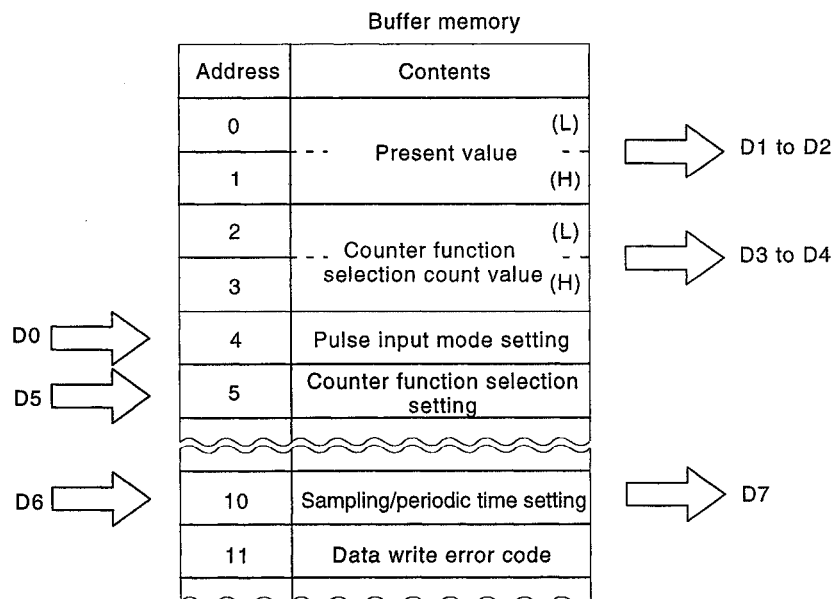 Buffer memory
Address Contents
0 (L)
Present value
D1 to D2
1 (H)
2 (L)
Counter function
selection count value
D3 to D4
3 (H)
D0
4 Pulse input mode setting
D5
5 Counter function selection
setting
D6
10 Sampling/periodic time setting
D7
11 Data write error code